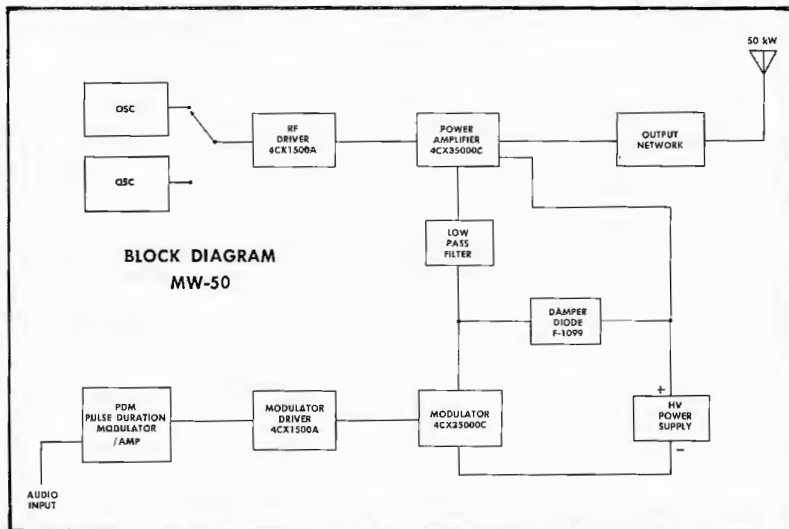 50 kW
OSC
RF
DRIVER
4CX1500A
POWER
AMPLIFIER
4CX35000C
OUTPUT
NETWORK
OSC
LOW
PASS
FILTER
BLOCK DIAGRAM
MW-50
DAMPER
DIODE
F-1099
PDM
PULSE DURATION
MODULATOR
/AMP
MODULATOR
DRIVER
4CX1500A
MODULATOR
4CX35000C
+
HV
POWER
SUPPLY
-
AUDIO
INPUT